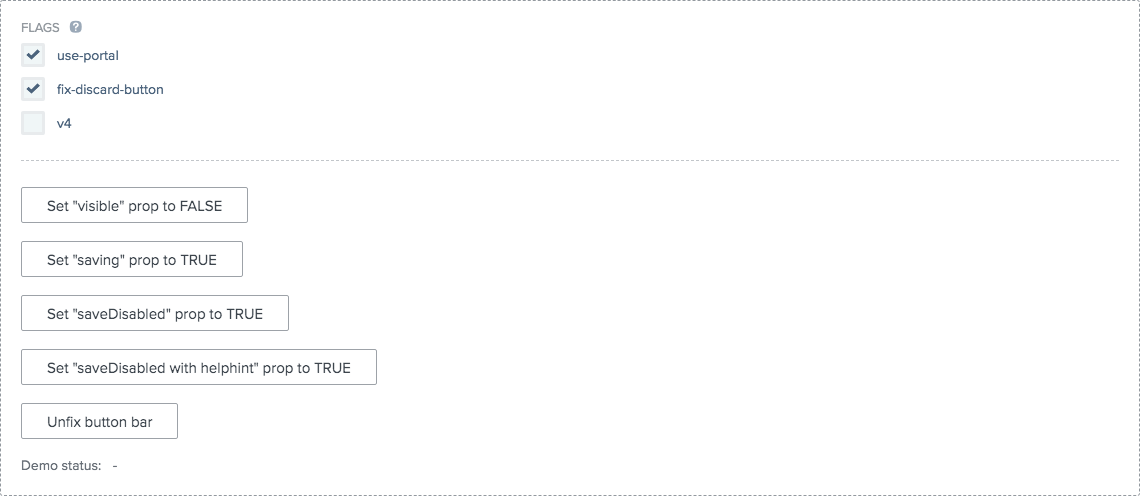 FLAGS ?
use-portal
fix-discard-button
v4
Set "visible" prop to FALSE
Set "saving" prop to TRUE
Set "saveDisabled" prop to TRUE
Set "saveDisabled with helphint" prop to TRUE
Unfix button bar
Demo status: -